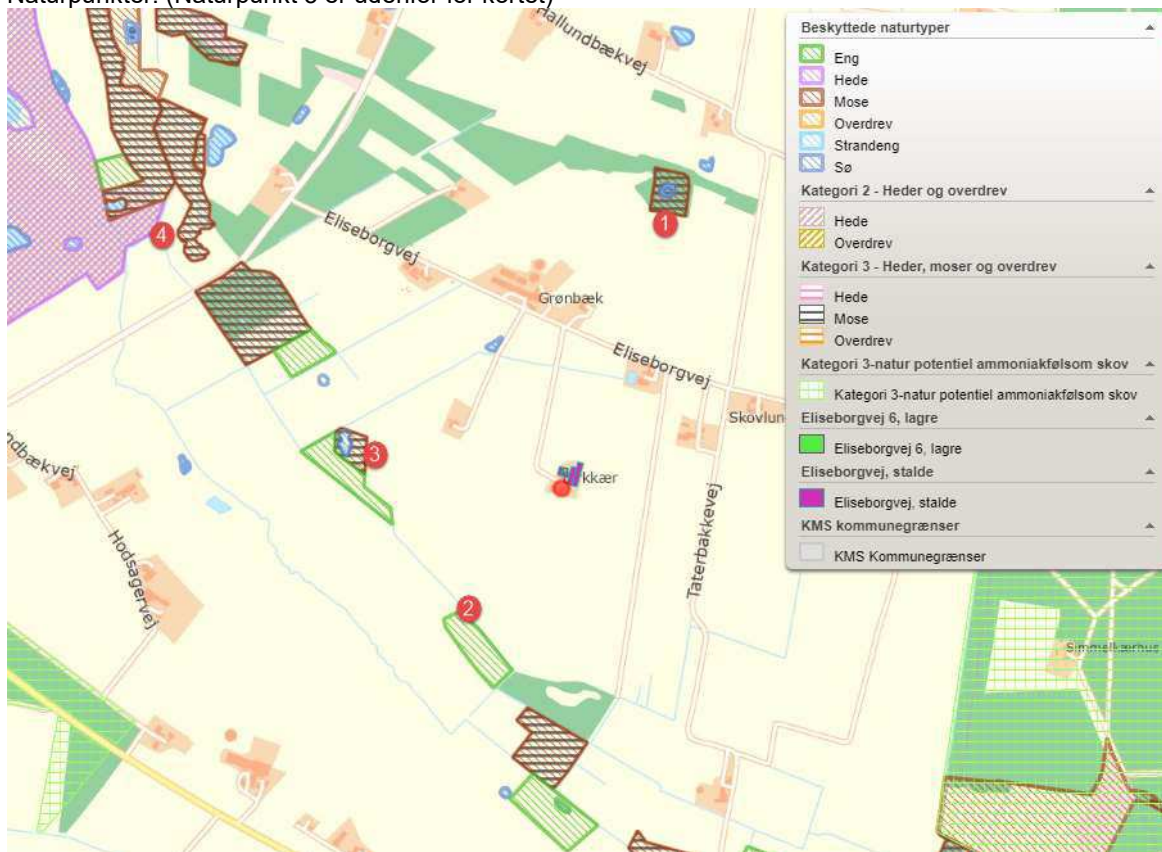 Naturpunkter: (Naturpunkt 5 er udenfor for kortet)
Hallundbækvej
Beskyttede naturtyper
Eng
Hede
Mose
Overdrev
Strandeng
Sø
Kategori 2 - Heder og overdrev
Hede
Overdrev
Kategori 3 - Heder, moser og overdrev
Hede
Mose
Overdrev
Kategori 3-natur potentiel ammoniakfølsom skov
Kategori 3-natur potentiel ammoniakfølsom skov
Eliseborgvej 6, lagre
Eliseborgvej 6, lagre
Eliseborgvej, stalde
Eliseborgvej, stalde
KMS kommunegrænser
KMS Kommunegrænser
1
4
Eliseborgvej
Grønbæk
Eliseborgvej
Skovlun
3
kkær
ndbækvej
Taterbakkevej
Hodsagervej
2
Simmelkærhus